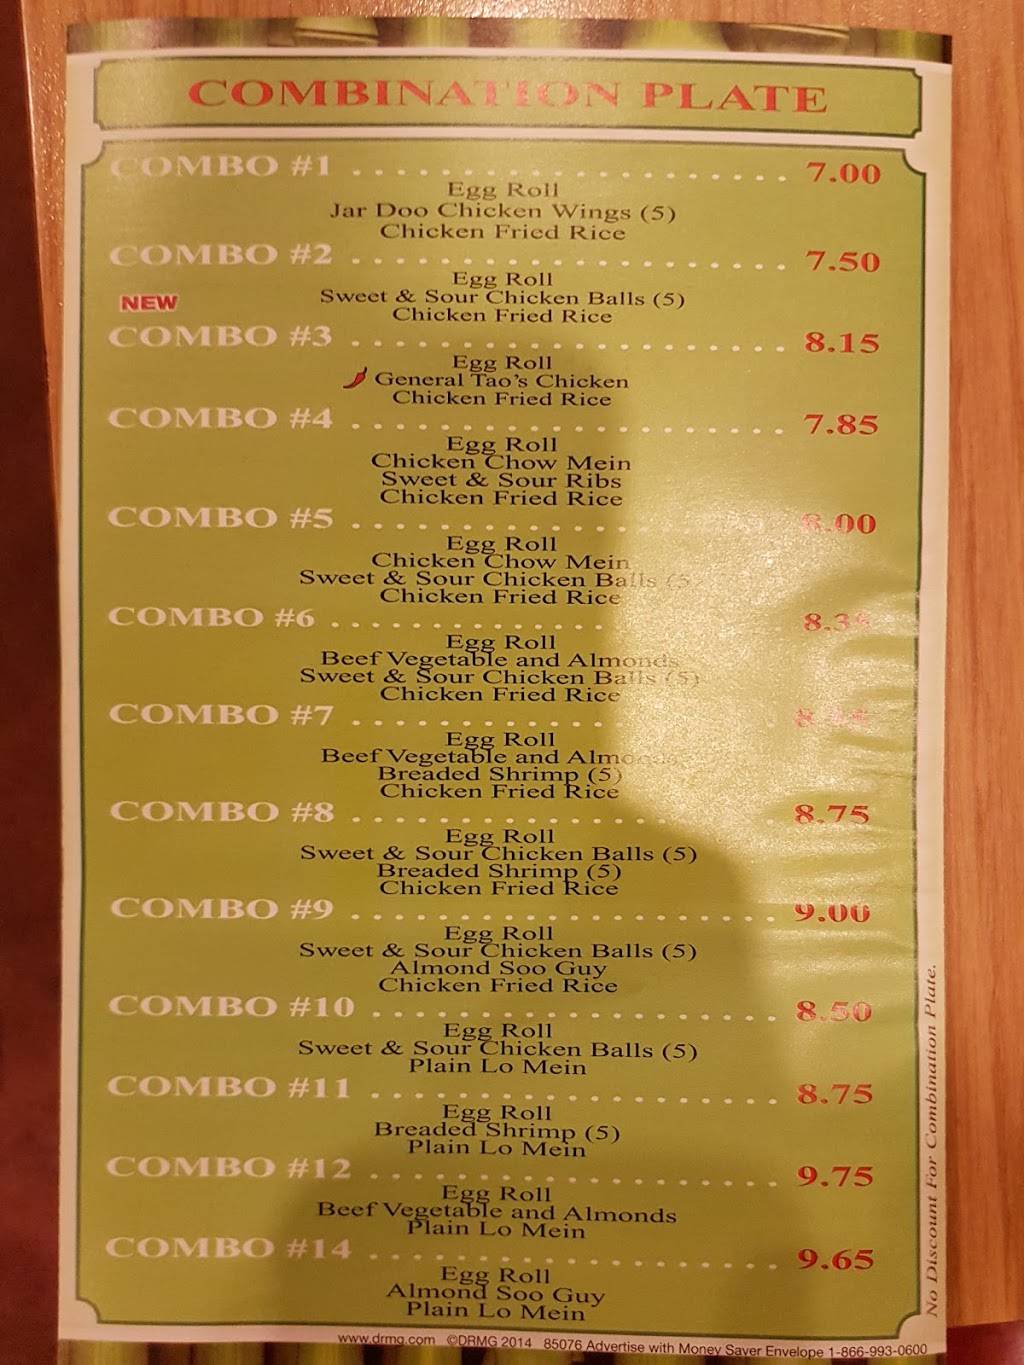 COMBINATION PLATE
COMBO #1 . . . . . . . . . . . . . . . . . . . . 7.00
Egg Roll
Jar Doo Chicken Wings (5)
Chicken Fried Rice
COMBO #2 . . . . . . . . . . . . . . . . . . . . 7.50
Egg Roll
Sweet & Sour Chicken Balls (5)
NEW
Chicken Fried Rice
COMBO #3 . . . . . . . . . . . . . . . . . . . . 8.15
Egg Roll
General Tao's Chicken
Chicken Fried Rice
COMBO #4 . . . . . . . . . . . . . . . . . . . . 7.85
Egg Roll
Chicken Chow Mein
Sweet & Sour Ribs
Chicken Fried Rice
COMBO #5 . . . . . . . . . . . . . . . . . . . . 8.00
Egg Roll
Chicken Chow Mein
Sweet & Sour Chicken Balls (5)
Chicken Fried Rice
COMBO #6 . . . . . . . . . . . . . . . . . . . .
Egg Roll
Beef Vegetable and Almonds
Sweet & Sour Chicken Balls (5)
Chicken Fried Rice
COMBO #7 . . . . . . . . . . . . . . . . . . . .
Egg Roll
Beef Vegetable and Almonds
Breaded Shrimp (5)
Chicken Fried Rice
COMBO #8 . . . . . . . . . . . . . . . . . . . . 8.75
Egg Roll
Sweet & Sour Chicken Balls (5)
Breaded Shrimp (5)
Chicken Fried Rice
COMBO #9 . . . . . . . . . . . . . . . . . . . . 9.00
Egg Roll
Sweet & Sour Chicken Balls (5)
Almond Soo Guy
Chicken Fried Rice
COMBO #10 . . . . . . . . . . . . . . . . . . . 8.50
Egg Roll
Sweet & Sour Chicken Balls (5)
Plain Lo Mein
COMBO #11 . . . . . . . . . . . . . . . . . . . 8.75
Egg Roll
Breaded Shrimp (5)
Plain Lo Mein
COMBO #12 . . . . . . . . . . . . . . . . . . . 9.75
Egg Roll
Beef Vegetable and Almonds
Plain Lo Mein
COMBO #14 . . . . . . . . . . . . . . . . . . . 9.65
Egg Roll
Almond Soo Guy
Plain Lo Mein
No Discount For Combination Plate.
www.drmg.com ©DRMG 2014 85076 Advertise with Money Saver Envelope 1-866-993-0600